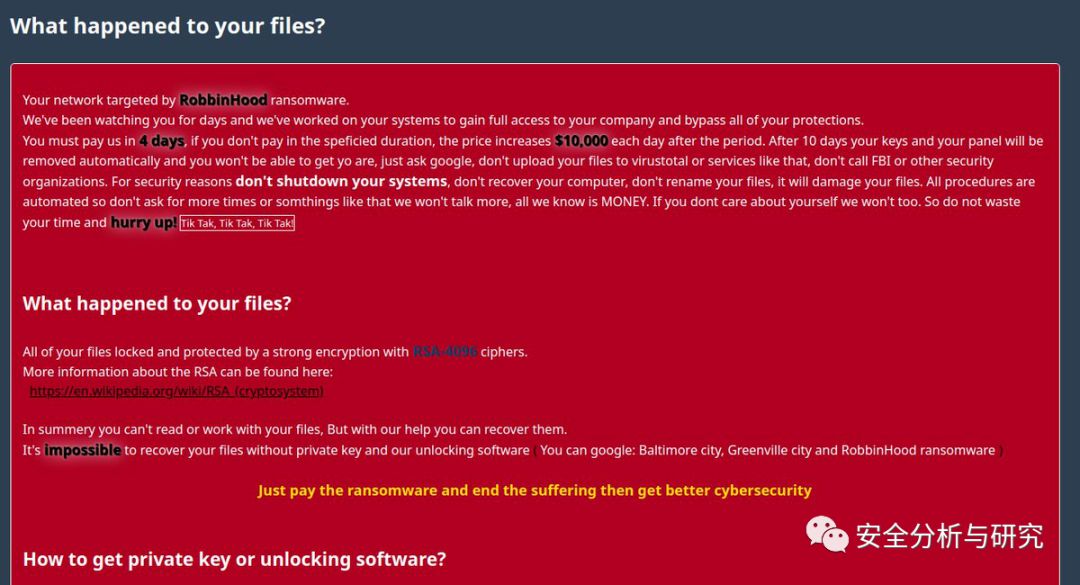 What happened to your files?
Your network targeted by RobbinHood ransomware.
We've been watching you for days and we've worked on your systems to gain full access to your company and bypass all of your protections.
You must pay us in 4 days, if you don't pay in the speficied duration, the price increases $10,000 each day after the period. After 10 days your keys and your panel will be
removed automatically and you won't be able to get yo are, just ask google, don't upload your files to virustotal or services like that, don't call FBI or other security
organizations. For security reasons don't shutdown your systems, don't recover your computer, don't rename your files, it will damage your files. All procedures are
automated so don't ask for more times or somthings like that we won't talk more, all we know is MONEY. If you dont care about yourself we won't too. So do not waste
your time and hurry up! Tik Tak, Tik Tak, Tik Tak!
What happened to your files?
All of your files locked and protected by a strong encryption with RSA-4096 ciphers.
More information about the RSA can be found here:
https://en.wikipedia.org/wiki/RSA_(cryptosystem)
In summery you can't read or work with your files, But with our help you can recover them.
It's impossible to recover your files without private key and our unlocking software ( You can google: Baltimore city, Greenville city and RobbinHood ransomware )
Just pay the ransomware and end the suffering then get better cybersecurity
安全分析与研究
How to get private key or unlocking software?